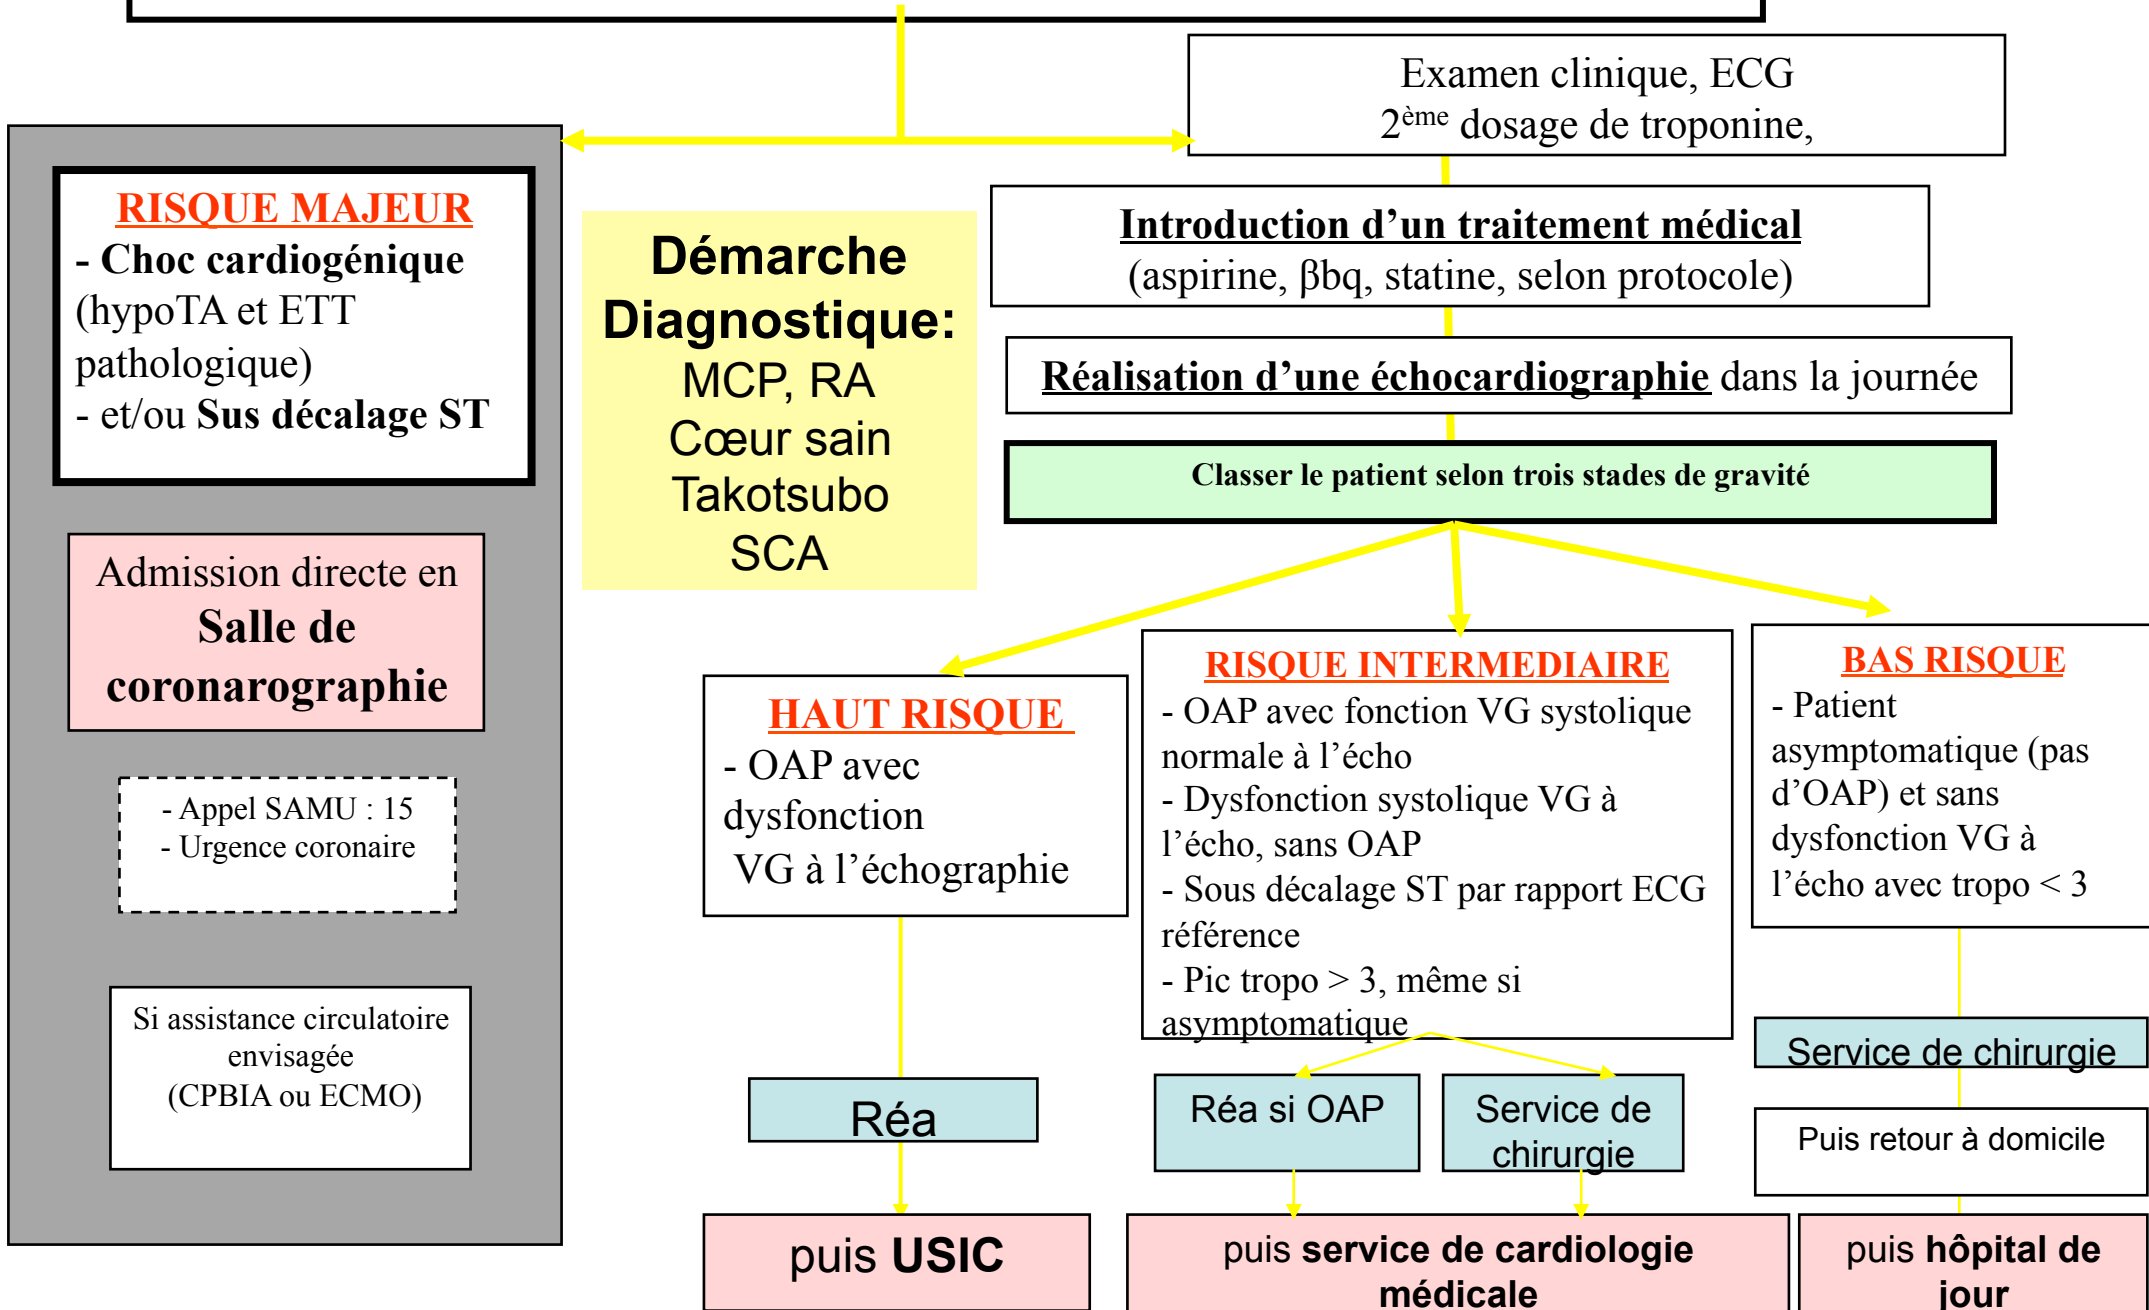 Examen clinique, ECG
2ème dosage de troponine,
RISQUE MAJEUR
- Choc cardiogénique
(hypoTA et ETT
pathologique)
- et/ou Sus décalage ST
Admission directe en
Salle de
coronarographie
- Appel SAMU : 15
- Urgence coronaire
Si assistance circulatoire
envisagée
(CPBIA ou ECMO)
Démarche
Diagnostique:
MCP, RA
Cœur sain
Takotsubo
SCA
Introduction d’un traitement médical
(aspirine, βbq, statine, selon protocole)
Réalisation d’une échocardiographie dans la journée
Classer le patient selon trois stades de gravité
HAUT RISQUE
- OAP avec
dysfonction
VG à l’échographie
Réa
puis USIC
RISQUE INTERMEDIAIRE
- OAP avec fonction VG systolique
normale à l’écho
- Dysfonction systolique VG à
l’écho, sans OAP
- Sous décalage ST par rapport ECG
référence
- Pic tropo > 3, même si
asymptomatique
Réa si OAP
Service de
chirurgie
puis service de cardiologie
médicale
BAS RISQUE
- Patient
asymptomatique (pas
d’OAP) et sans
dysfonction VG à
l’écho avec tropo < 3
Service de chirurgie
Puis retour à domicile
puis hôpital de
jour